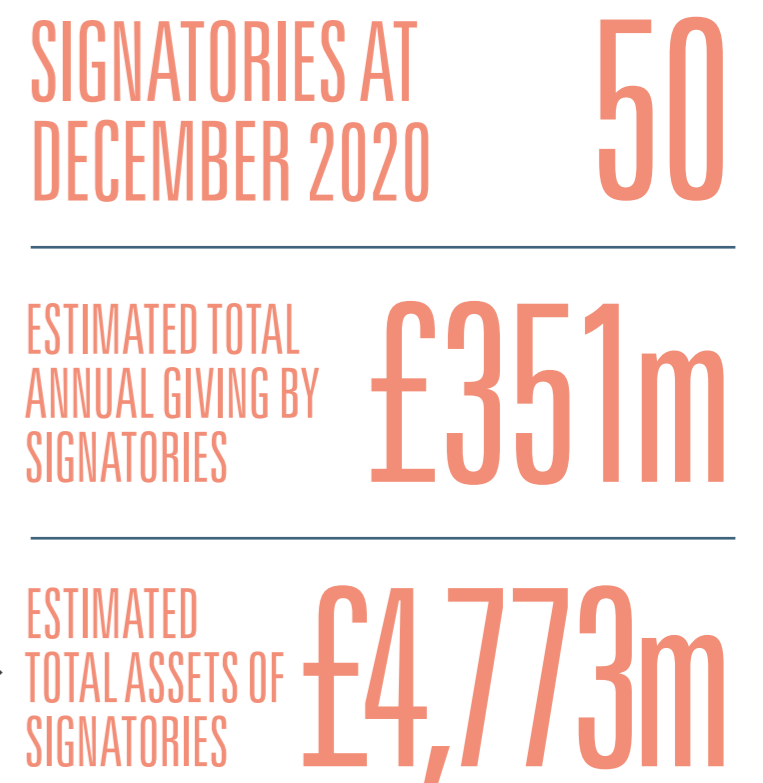 SIGNATORIES AT
DECEMBER 2020
50
ESTIMATED TOTAL
ANNUAL GIVING BY
SIGNATORIES
£351m
ESTIMATED
TOTAL ASSETS OF
SIGNATORIES
£4,773m